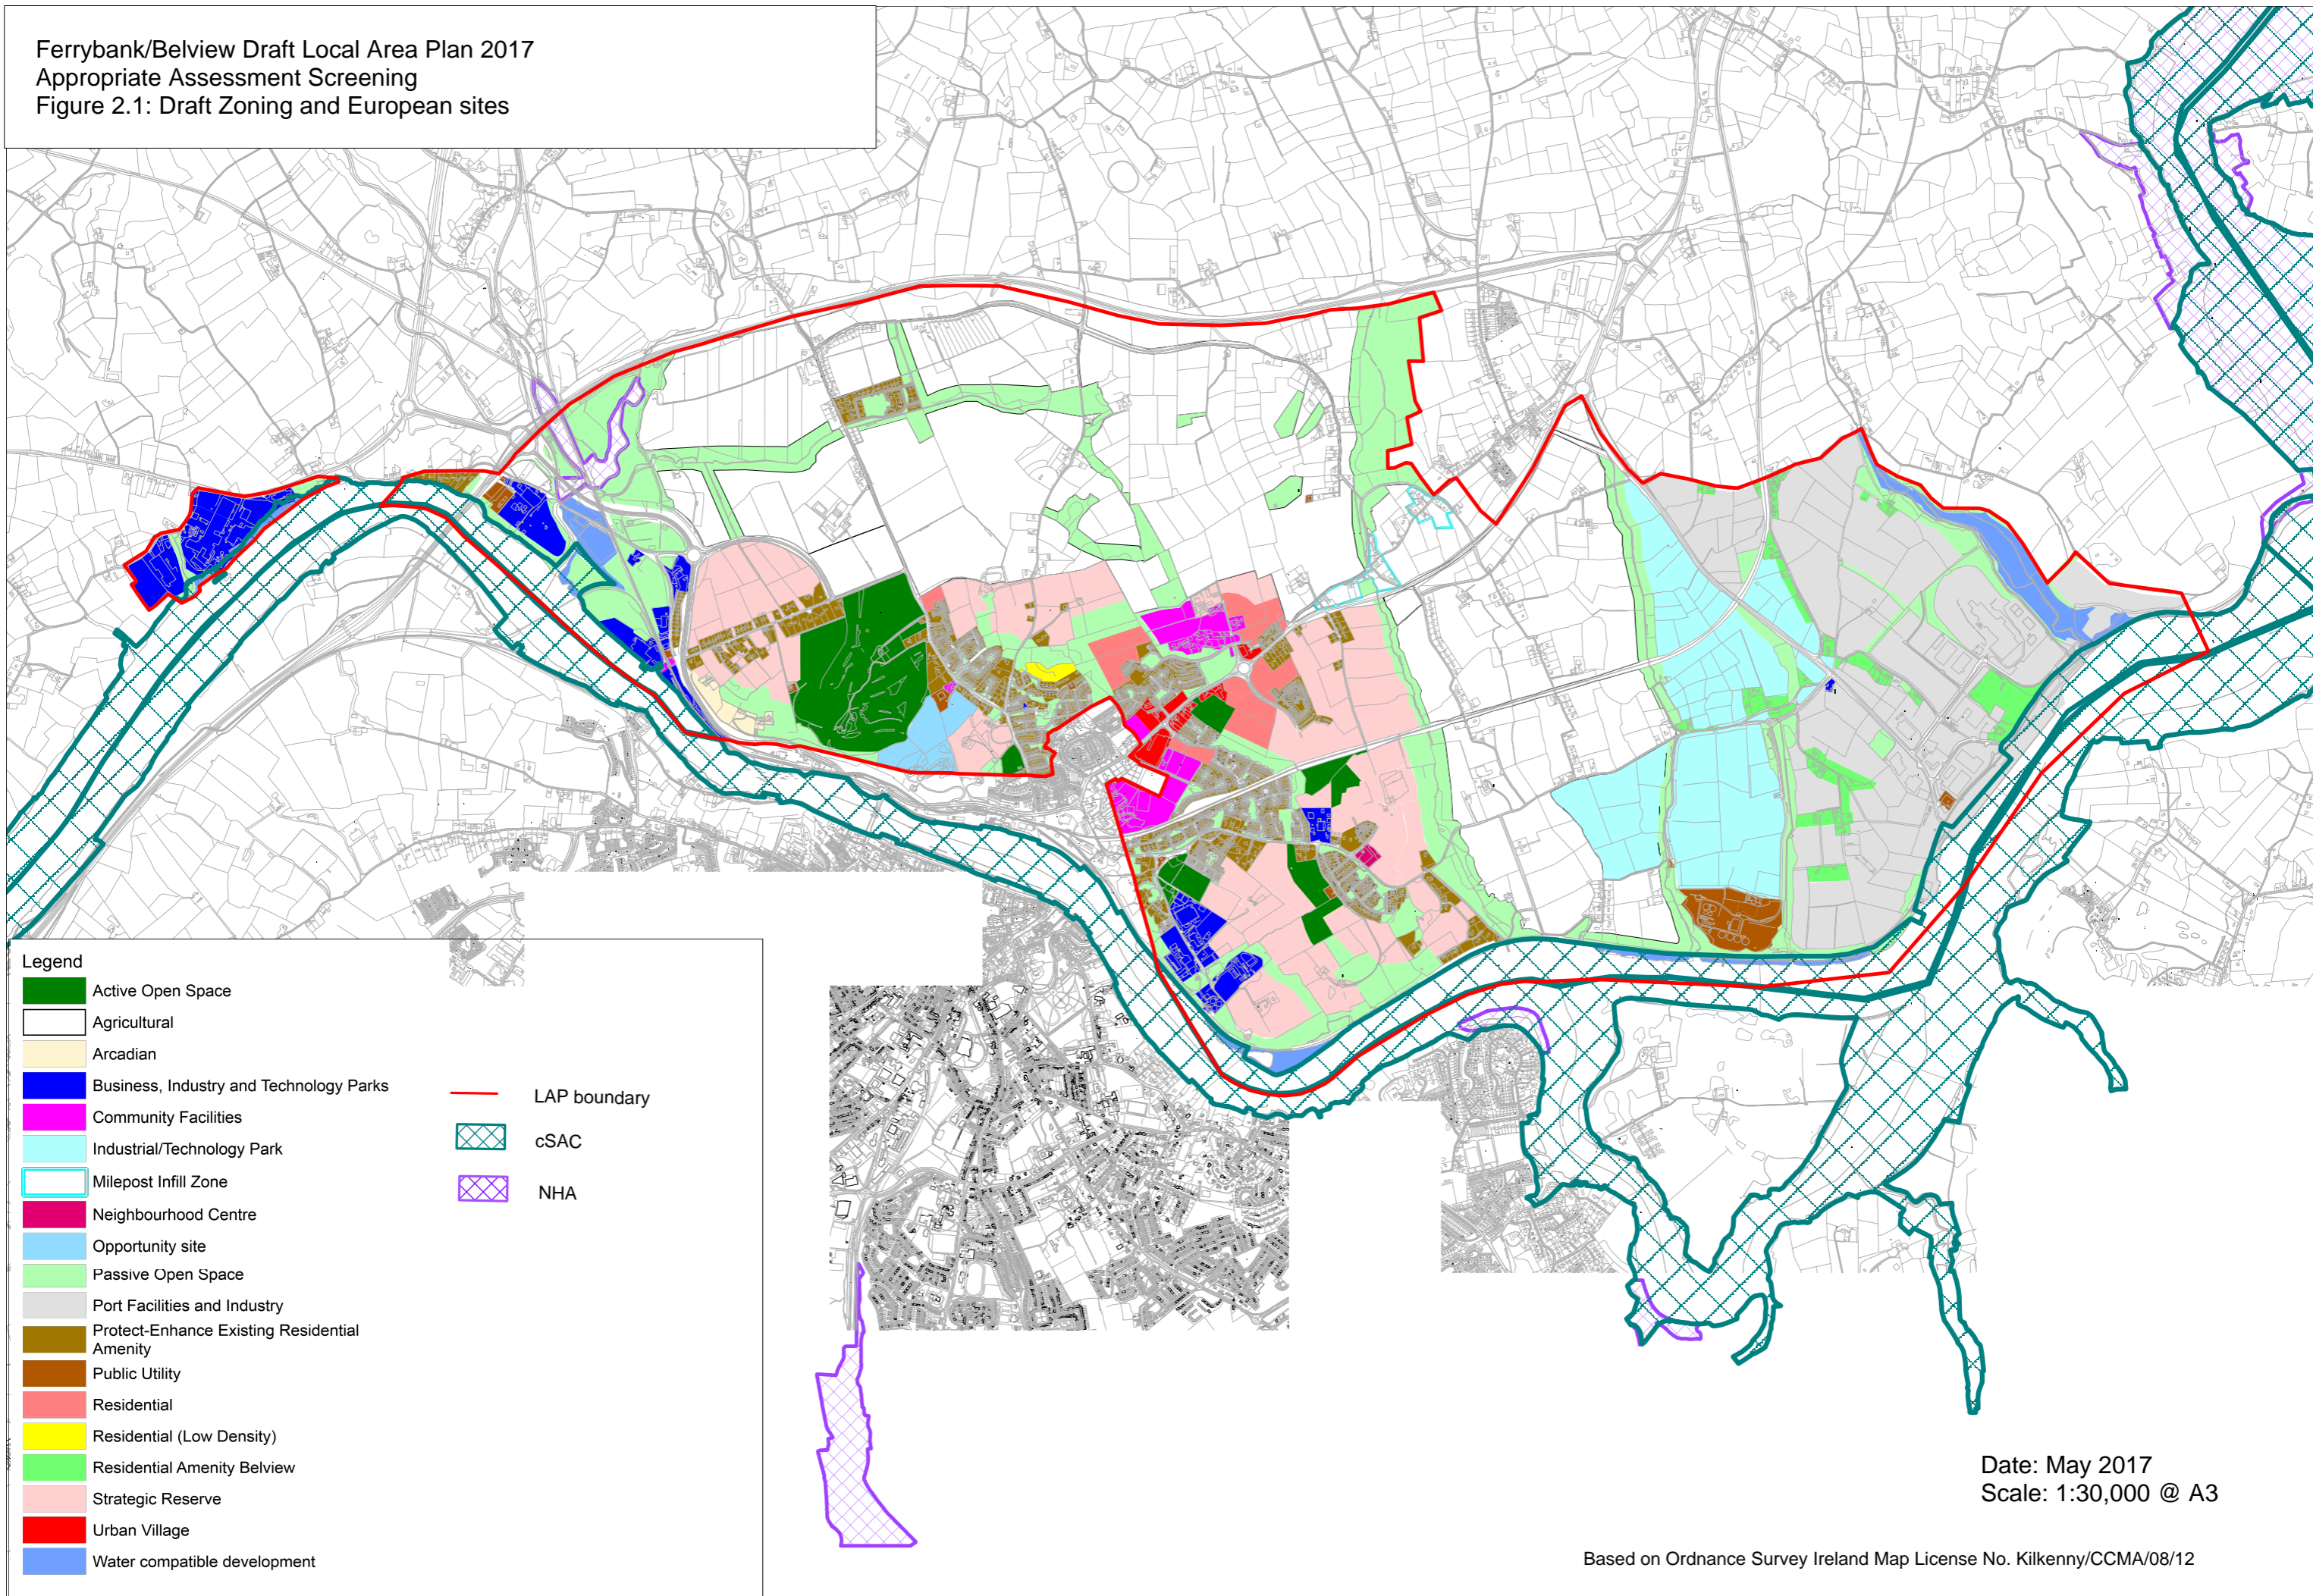 Ferrybank/Belview Draft Local Area Plan 2017
Appropriate Assessment Screening
Figure 2.1: Draft Zoning and European sites
Legend
Active Open Space
Agricultural
Arcadian
Business, Industry and Technology Parks
Community Facilities
Industrial/Technology Park
Milepost Infill Zone
Neighbourhood Centre
Opportunity site
Passive Open Space
Port Facilities and Industry
Protect-Enhance Existing Residential
Amenity
Public Utility
Residential
Residential (Low Density)
Residential Amenity Belview
Strategic Reserve
Urban Village
Water compatible development
LAP boundary
cSAC
NHA
Date: May 2017
Scale: 1:30,000 @ A3
Based on Ordnance Survey Ireland Map License No. Kilkenny/CCMA/08/12